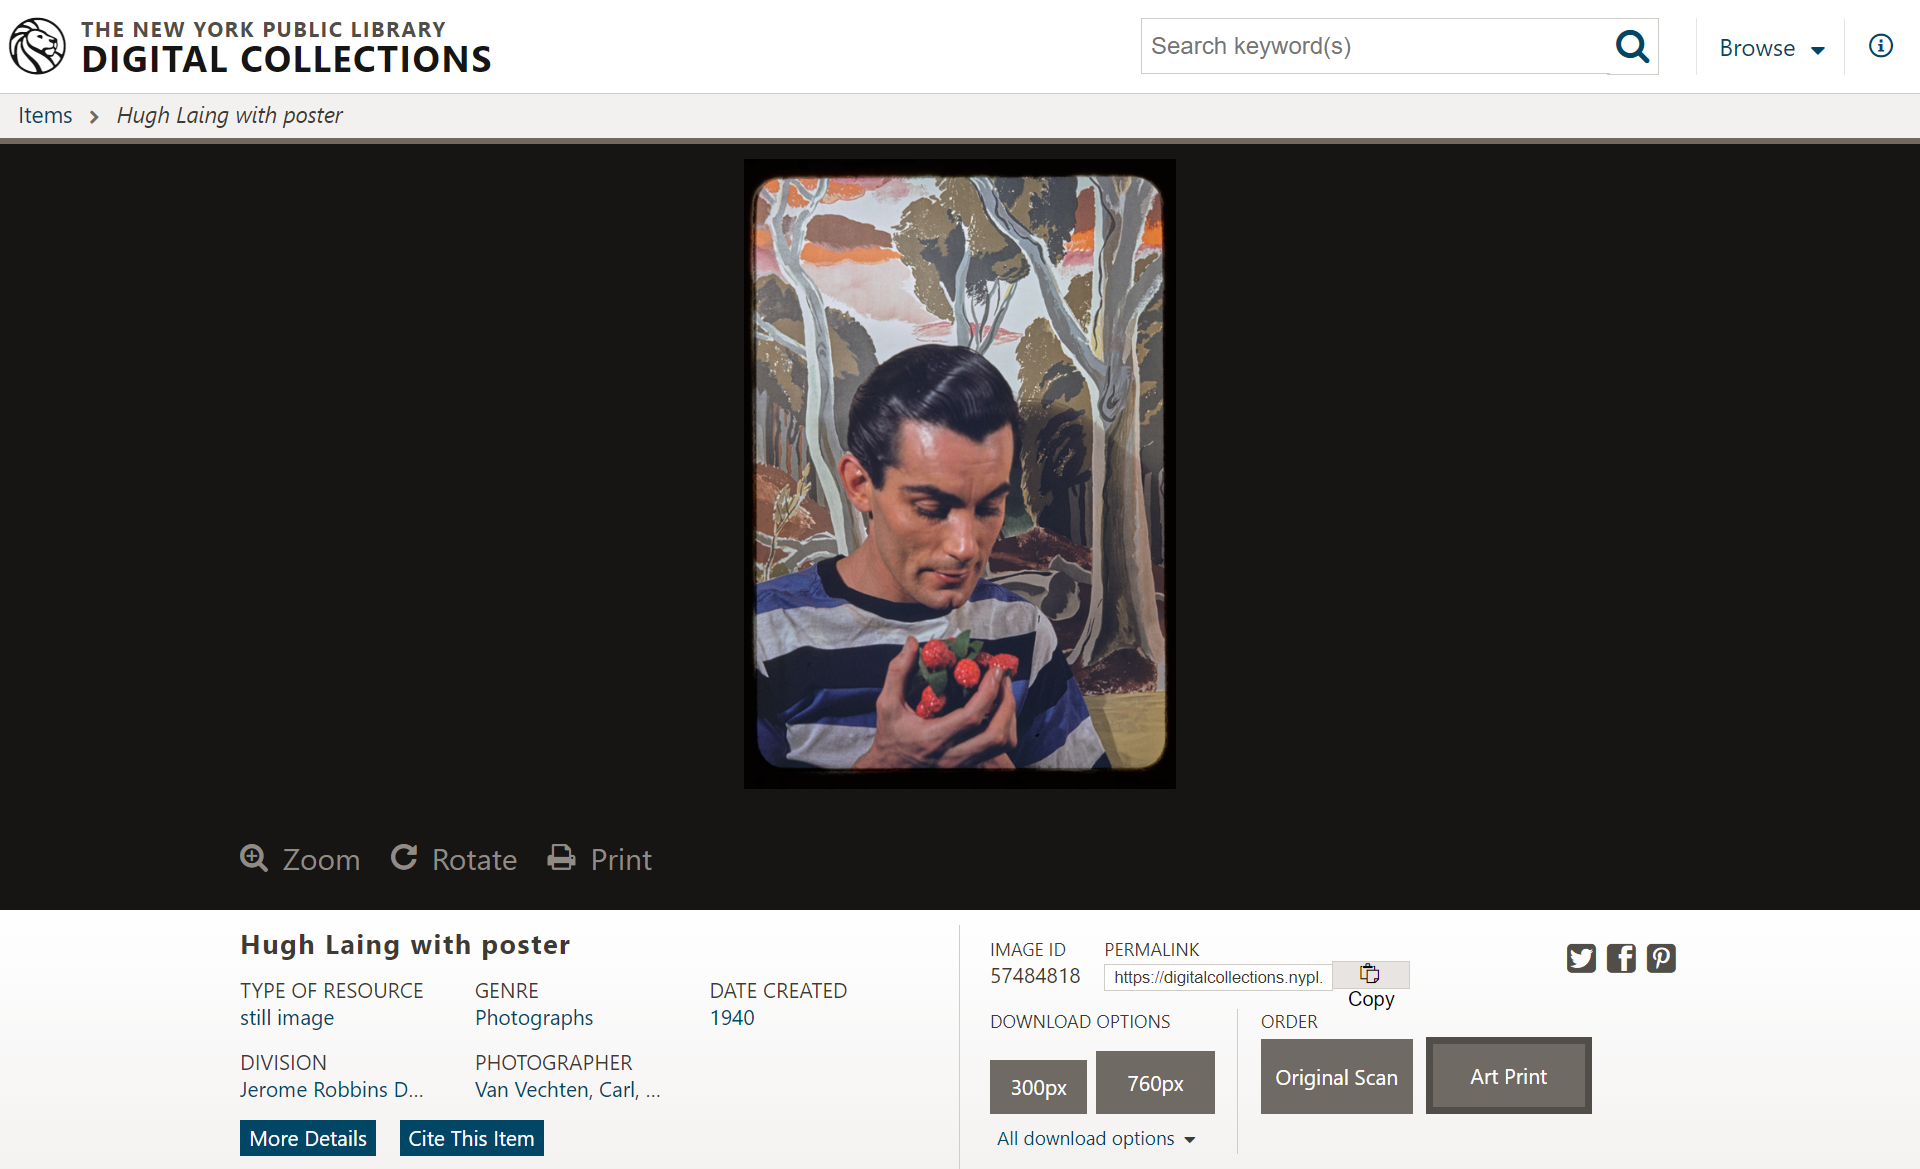 THE NEW YORK PUBLIC LIBRARY
DIGITAL COLLECTIONS
Search keyword(s)
Browse
Items > Hugh Laing with poster
Zoom
Rotate
Print
Hugh Laing with poster
TYPE OF RESOURCE
still image
GENRE
Photographs
DATE CREATED
1940
DIVISION
Jerome Robbins D...
PHOTOGRAPHER
Van Vechten, Carl, ...
More Details
Cite This Item
IMAGE ID
57484818
PERMALINK
https://digitalcollections.nypl.
Copy
DOWNLOAD OPTIONS
300px
760px
All download options
ORDER
Original Scan
Art Print